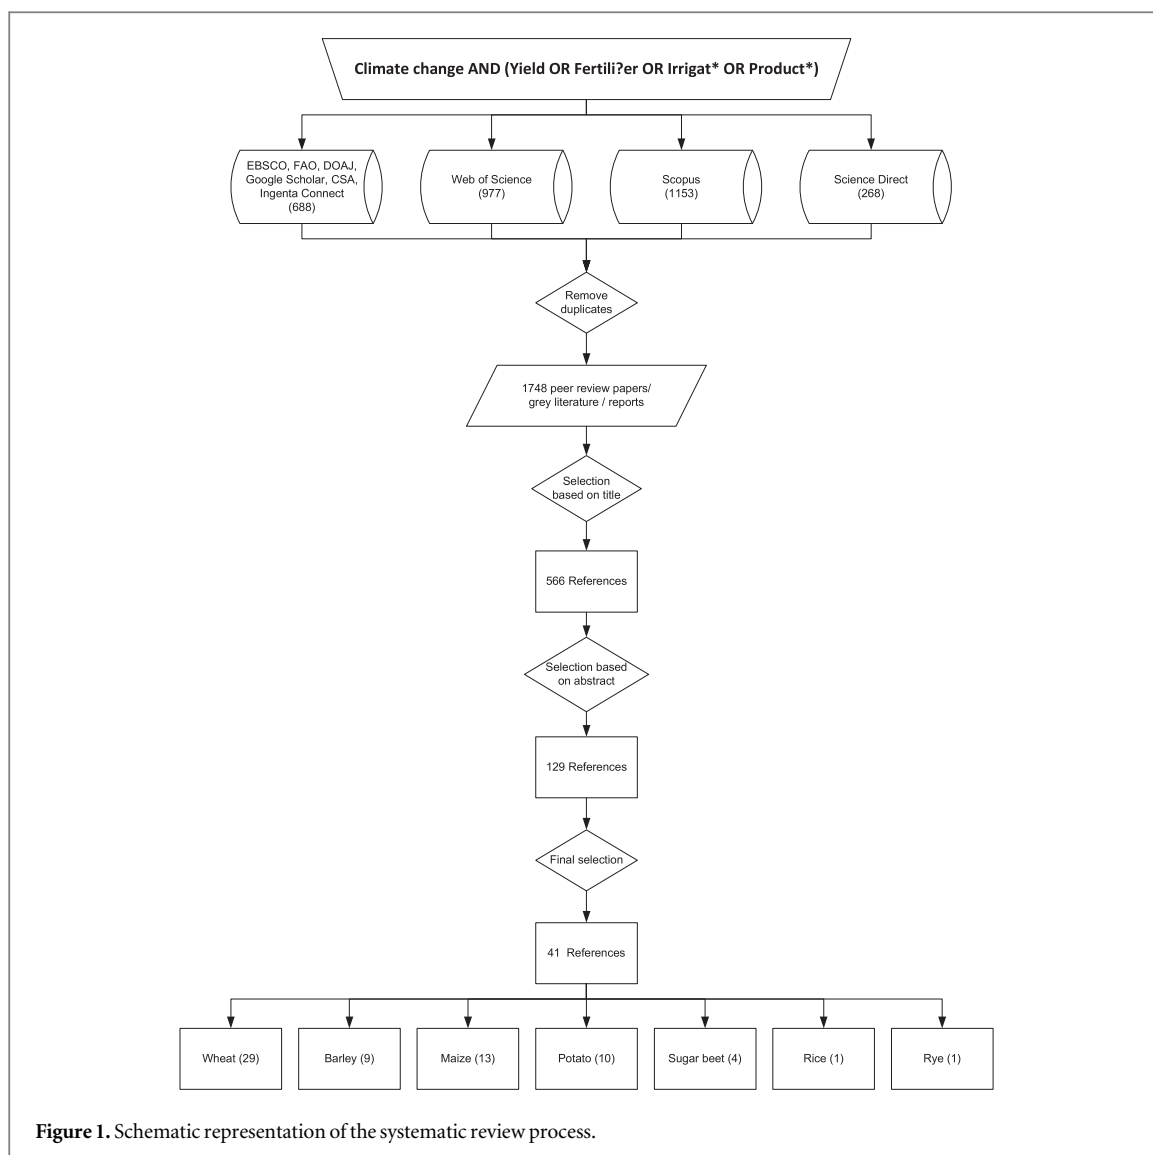 Climate change AND (Yield OR Fertili?er OR Irrigat* OR Product*)
EBSCO, FAO, DOAJ,
Google Scholar, CSA,
Ingenta Connect
(688)
Web of Science
(977)
Scopus
(1153)
Science Direct
(268)
Remove
duplicates
1748 peer review papers/
grey literature / reports
Selection
based on title
566 References
Selection based
on abstract
129 References
Final selection
41 References
Wheat (29)
Barley (9)
Maize (13)
Potato (10)
Sugar beet (4)
Rice (1)
Rye (1)
Figure 1. Schematic representation of the systematic review process.